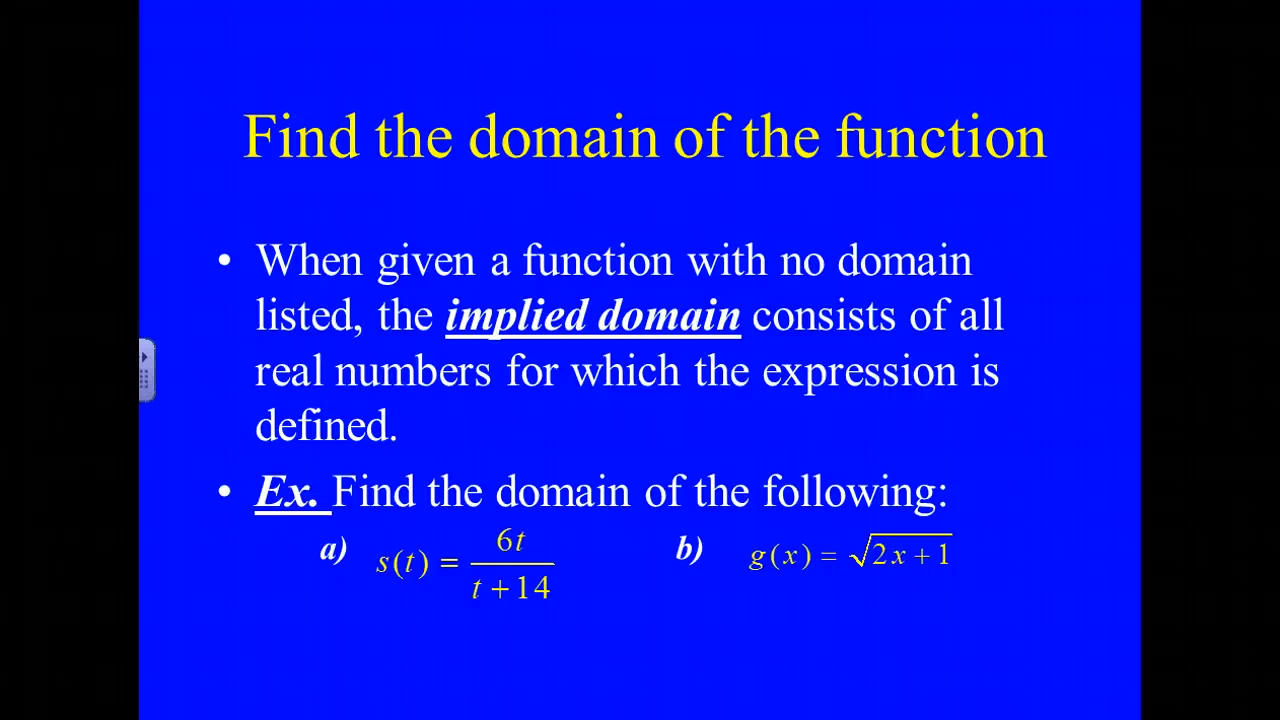 Find the domain of the function
• When given a function with no domain
listed, the implied domain consists of all
real numbers for which the expression is
defined.
• Ex. Find the domain of the following:
a) s(t) = 6t / t + 14 b) g(x) = √2x + 1